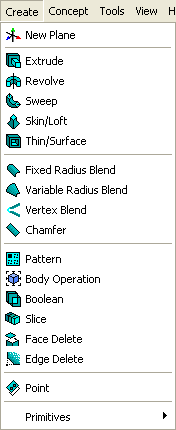 Create Concept Tools View H
New Plane
Extrude
Revolve
Sweep
Skin/Loft
Thin/Surface
Fixed Radius Blend
Variable Radius Blend
Vertex Blend
Chamfer
Pattern
Body Operation
Boolean
Slice
Face Delete
Edge Delete
Point
Primitives